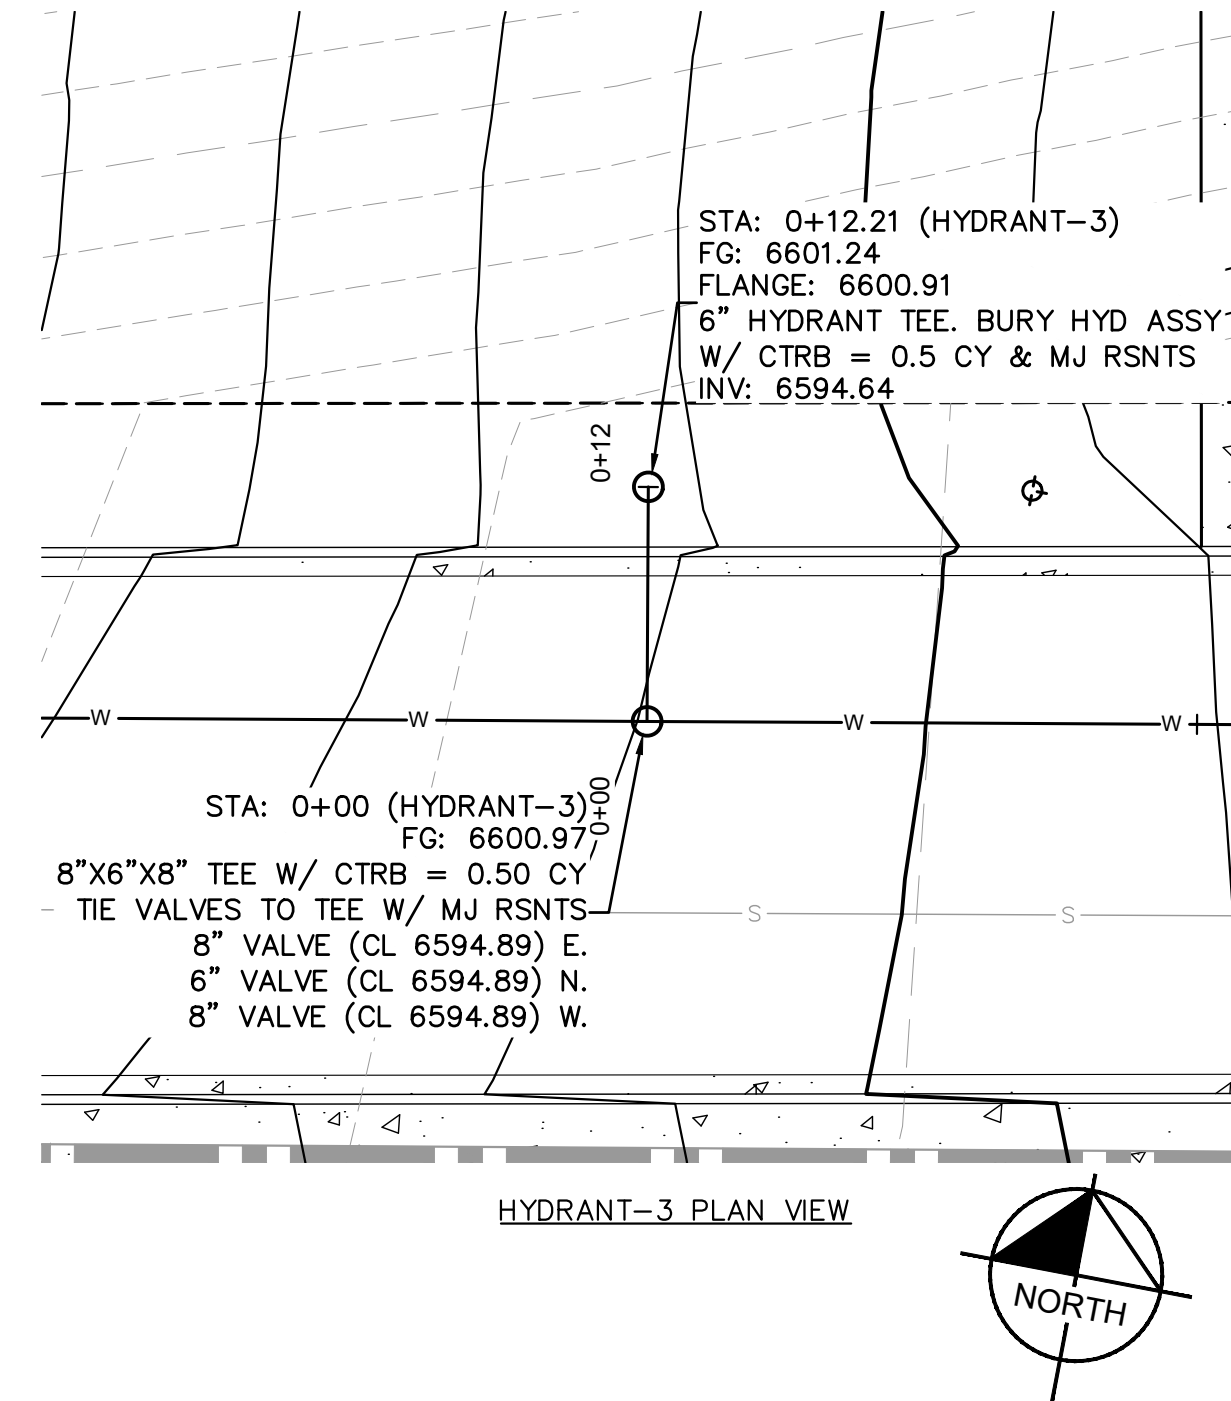 STA: 0+12.21 (HYDRANT-3)
FG: 6601.24
FLANGE: 6600.91
6" HYDRANT TEE. BURY HYD ASSY
W/ CTRB = 0.5 CY & MJ RSNTS
INV: 6594.64
0+12
W
W
W
W
0+00
STA: 0+00 (HYDRANT-3)
FG: 6600.97
8"X6"X8" TEE W/ CTRB = 0.50 CY
TIE VALVES TO TEE W/ MJ RSNTS
8" VALVE (CL 6594.89) E.
6" VALVE (CL 6594.89) N.
8" VALVE (CL 6594.89) W.
S
S
HYDRANT-3 PLAN VIEW
NORTH